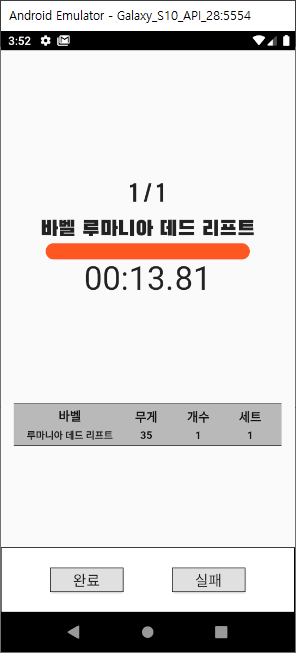 Android Emulator - Galaxy_S10_API_28:5554
3:52
1/1
바벨 루마니아 데드 리프트
00:13.81
바벨 무게 개수 세트
루마니아 데드 리프트 35 1 1
완료 실패